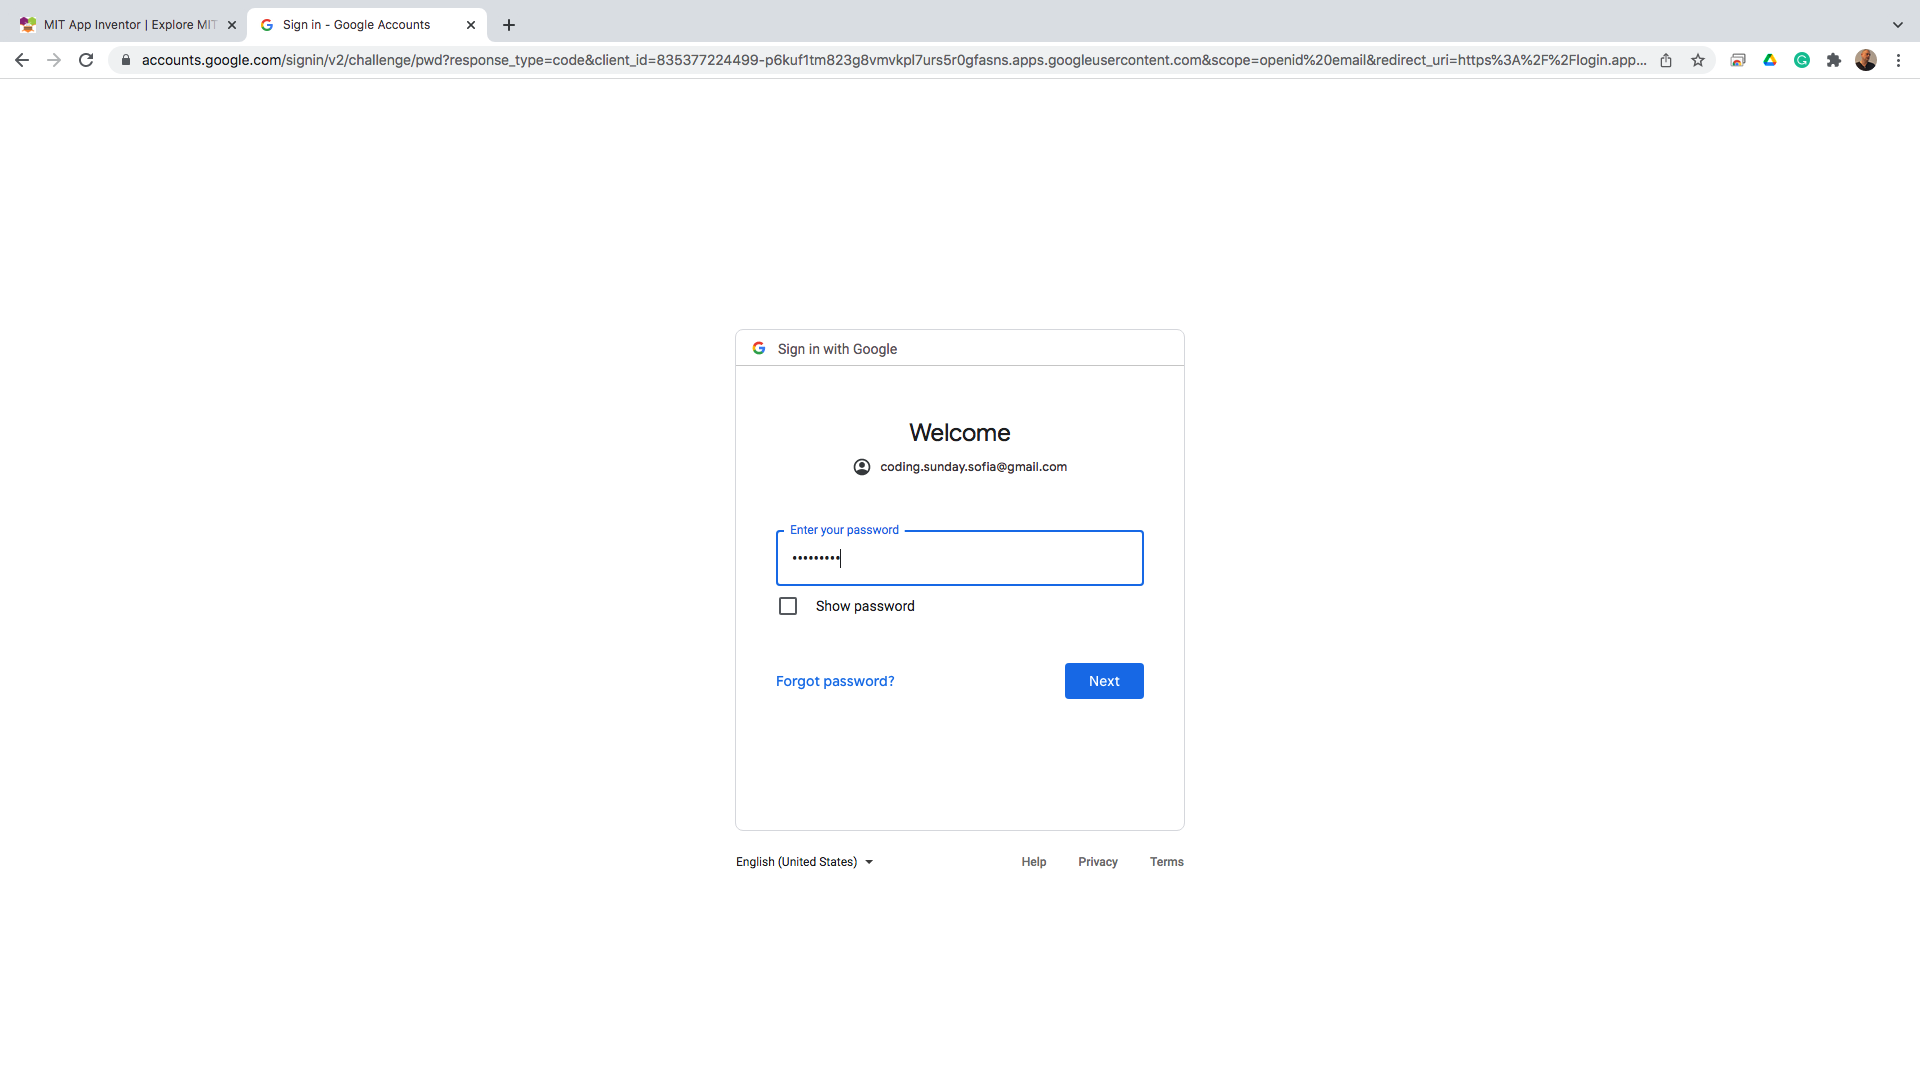 MIT App Inventor | Explore MIT
Sign in - Google Accounts
accounts.google.com/signin/v2/challenge/pwd?response_type=code&client_id=835377224499-p6kuf1tm823g8vmvkpl7urs5r0gfasns.apps.googleusercontent.com&scope=openid%20email&redirect_uri=https%3A%2F%2Flogin.app...
Sign in with Google
Welcome
coding.sunday.sofia@gmail.com
Enter your password
•••••••••
Show password
Forgot password?
Next
English (United States)
Help
Privacy
Terms